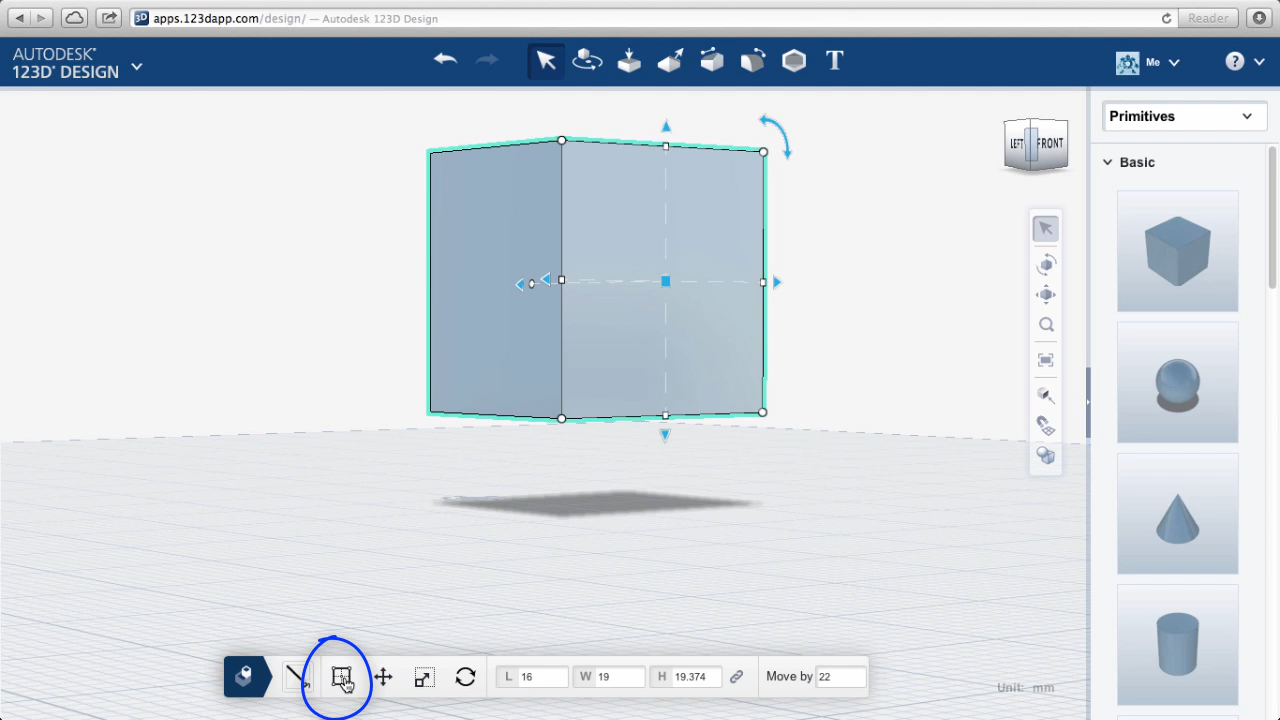 3D apps.123dapp.com/design/ — Autodesk 123D Design
Reader
AUTODESK®
123D® DESIGN
T
Me
?
Primitives
LEFT FRONT
Basic
L 16 W 19 H 19.374 Move by 22
Unit: mm